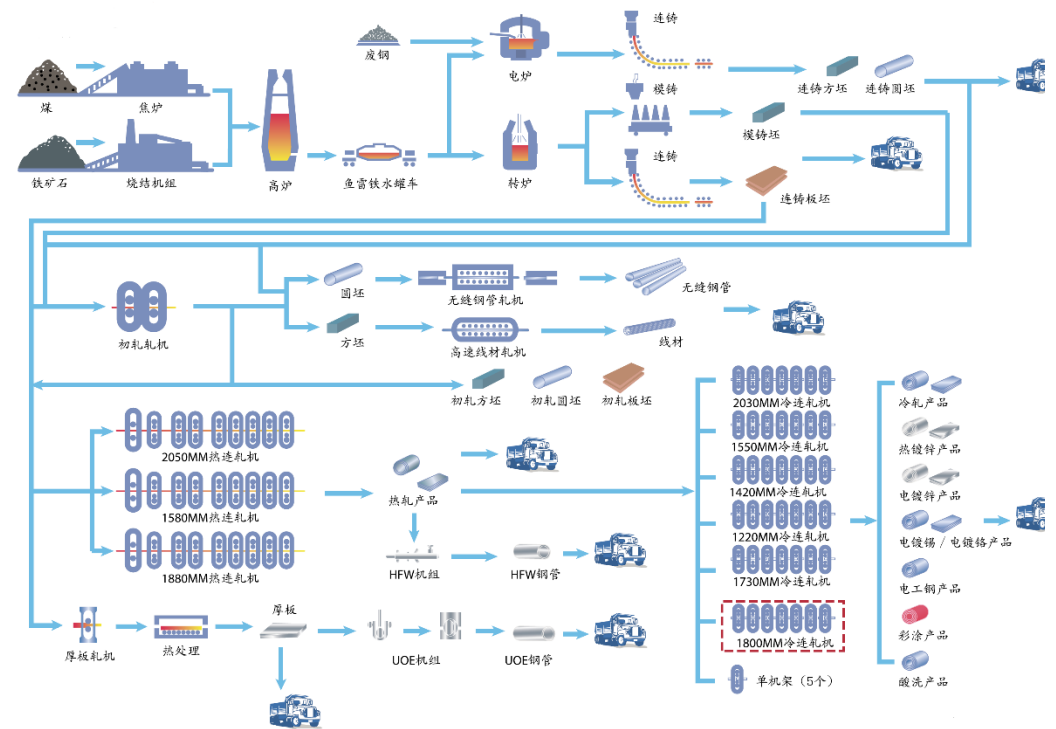 连铸
废钢
电炉
连铸方坯
连铸圆坯
煤
焦炉
模铸
模铸坯
铁矿石
烧结机组
高炉
鱼雷铁水罐车
转炉
连铸
连铸板坯
圆坯
无缝钢管轧机
无缝钢管
初轧轧机
方坯
高速线材轧机
线材
初轧方坯
初轧圆坯
初轧板坯
2030MM冷连轧机
冷轧产品
2050MM热连轧机
1550MM冷连轧机
热镀锌产品
1420MM冷连轧机
电镀锌产品
1580MM热连轧机
热轧产品
1220MM冷连轧机
电镀锡 / 电镀铬产品
1880MM热连轧机
HFW机组
HFW钢管
1730MM冷连轧机
电工钢产品
厚板
1800MM冷连轧机
彩涂产品
厚板轧机
热处理
UOE机组
UOE钢管
单机架（5个）
酸洗产品